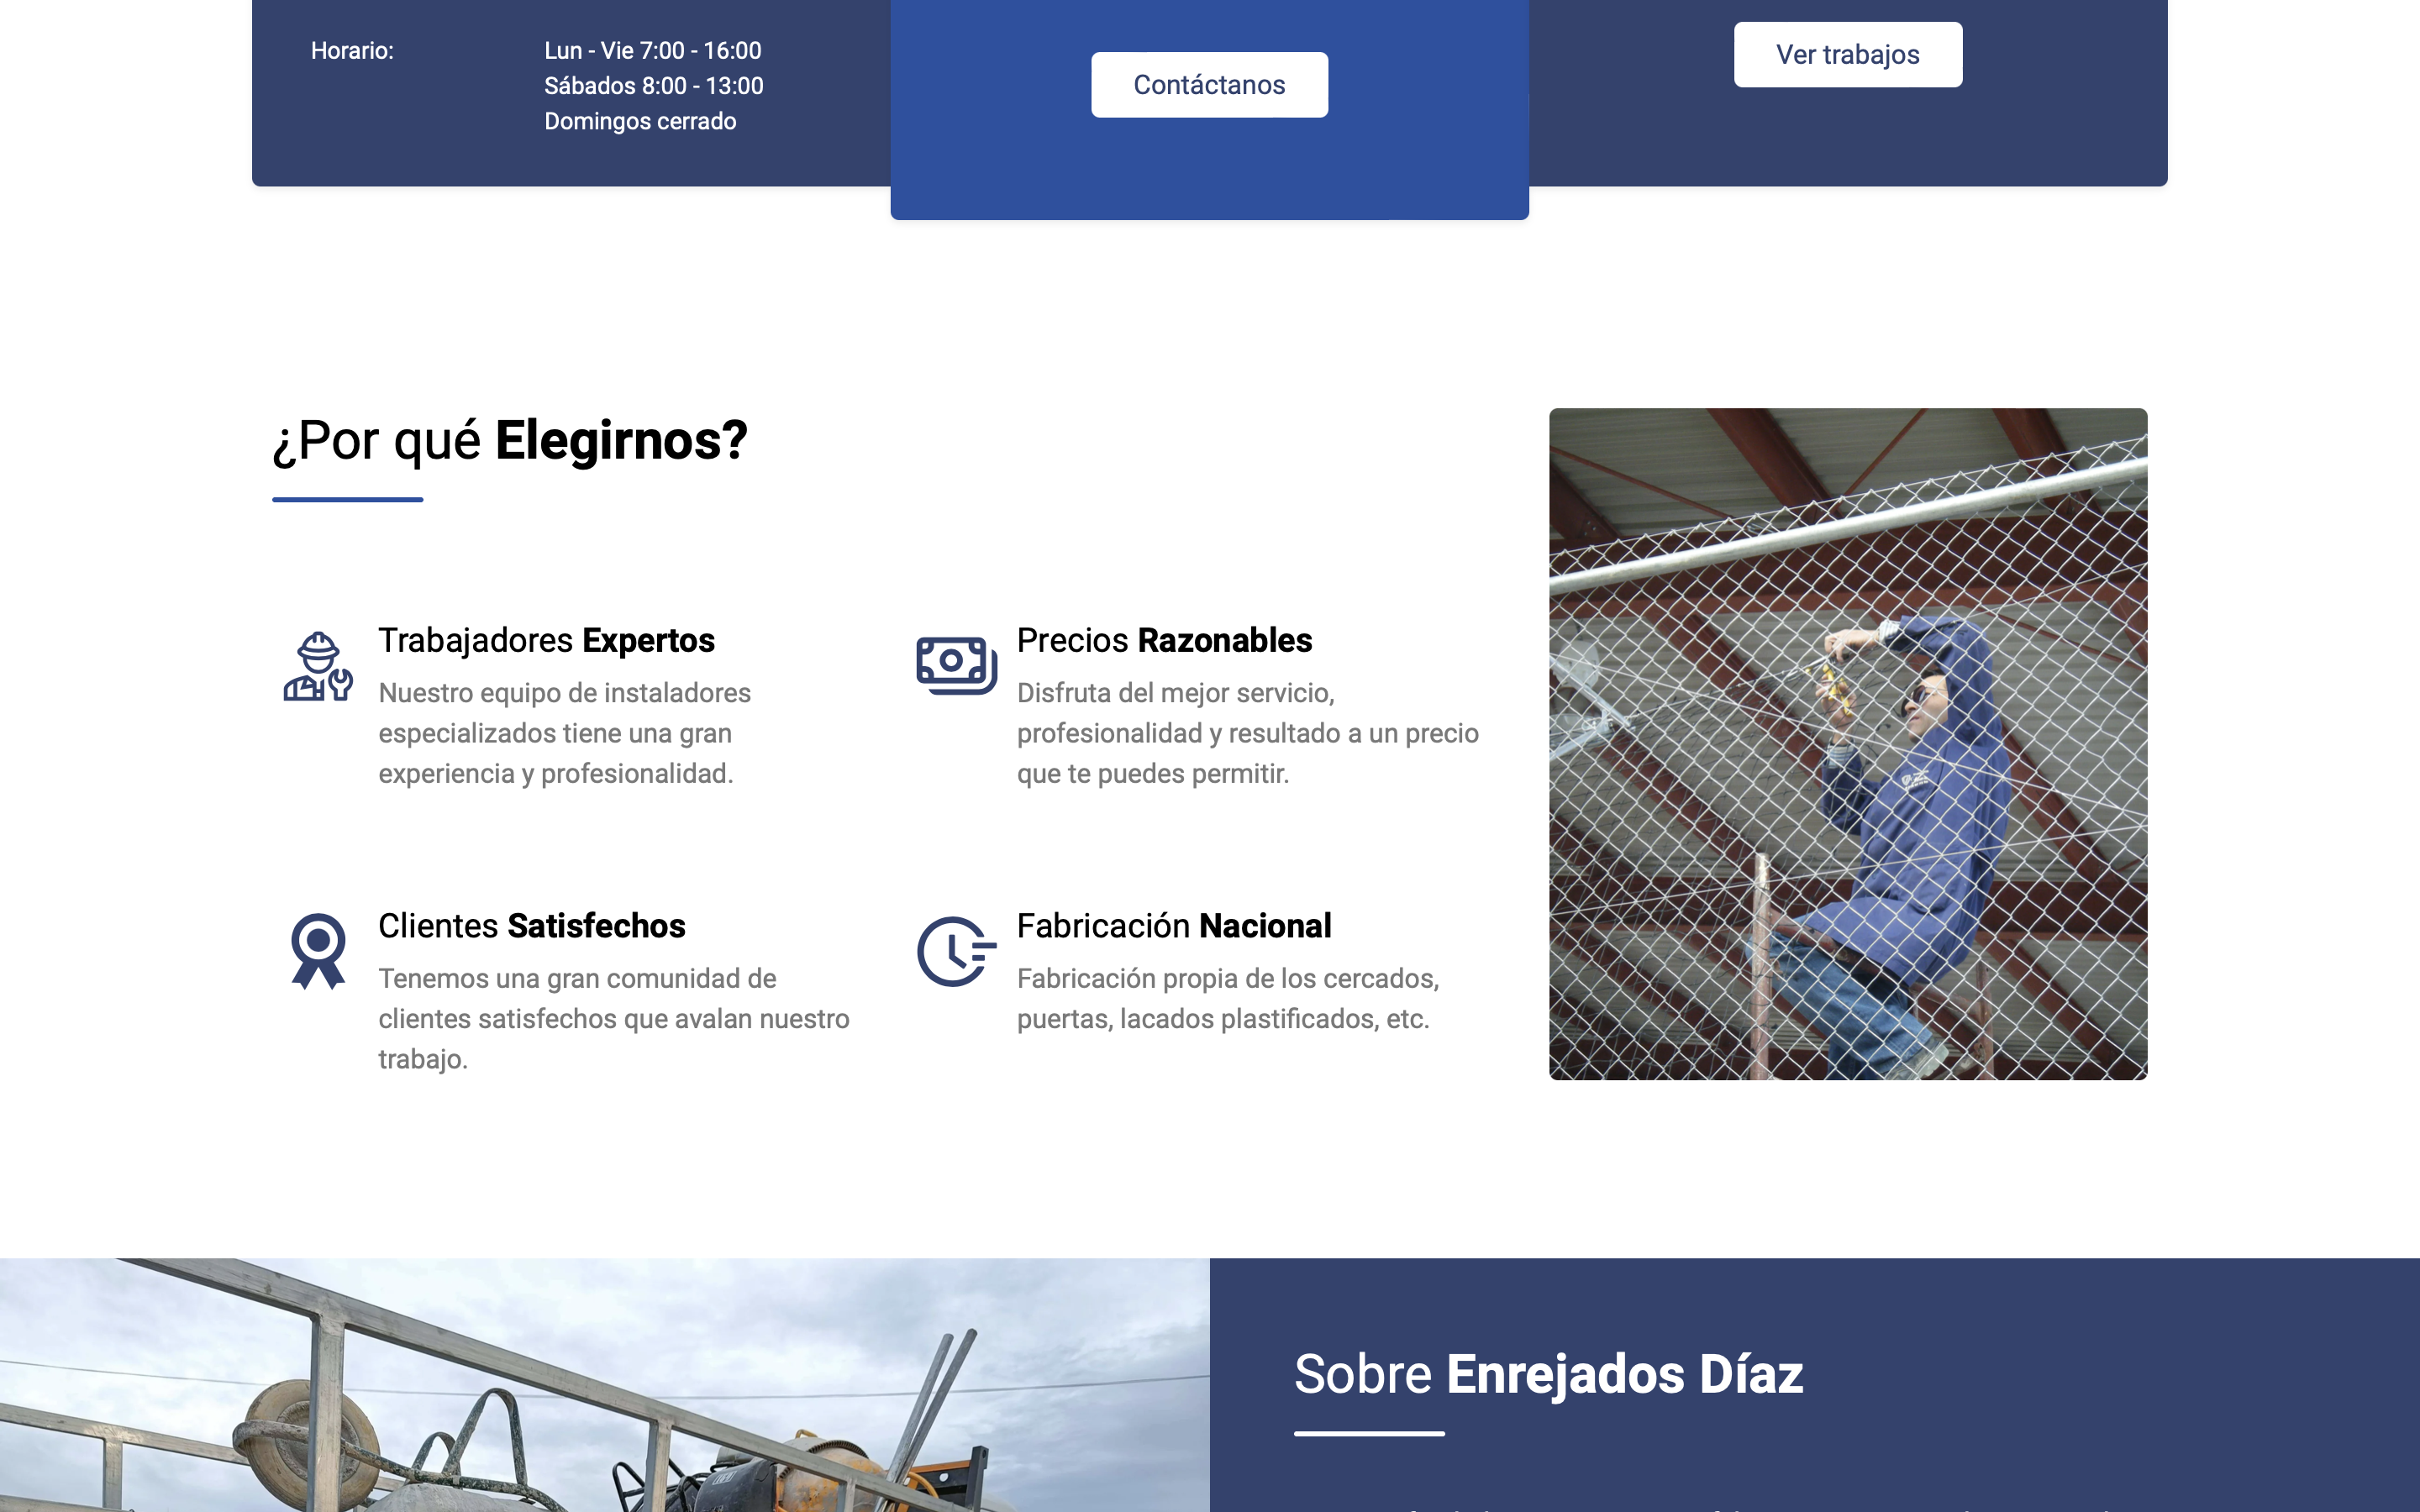 Horario:
Lun - Vie 7:00 - 16:00
Sábados 8:00 - 13:00
Domingos cerrado
Contáctanos
Ver trabajos
¿Por qué Elegirnos?
Trabajadores Expertos
Nuestro equipo de instaladores
especializados tiene una gran
experiencia y profesionalidad.
Precios Razonables
Disfruta del mejor servicio,
profesionalidad y resultado a un precio
que te puedes permitir.
Clientes Satisfechos
Tenemos una gran comunidad de
clientes satisfechos que avalan nuestro
trabajo.
Fabricación Nacional
Fabricación propia de los cercados,
puertas, lacados plastificados, etc.
Sobre Enrejados Díaz